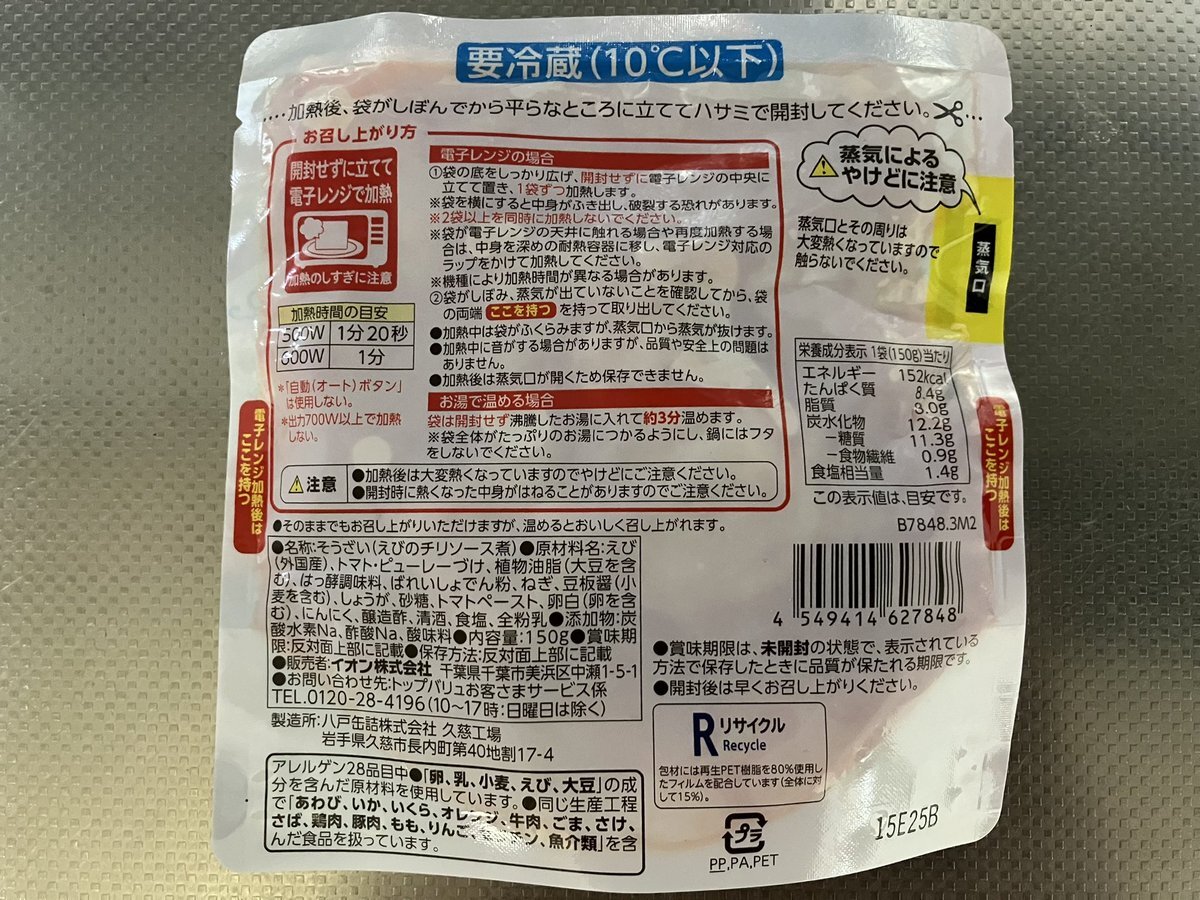 要冷蔵(10℃以下)
‥‥加熱後、袋がしぼんでから平らなところに立ててハサミで開封してください。
お召し上がり方
開封せずに立てて
電子レンジで加熱
加熱のしすぎに注意
加熱時間の目安
500W 1分20秒
600W 1分
*「自動(オート)ボタン」
は使用しない。
*出力700W以上で加熱
しない。
電子レンジの場合
①袋の底をしっかり広げ、開封せずに電子レンジの中央に
立てて置き、1袋ずつ加熱します。
※袋を横にすると中身がふき出し、破裂する恐れがあります。
※2袋以上を同時に加熱しないでください。
※袋が電子レンジの天井に触れる場合や再度加熱する場
合は、中身を深めの耐熱容器に移し、電子レンジ対応の
ラップをかけて加熱してください。
※機種により加熱時間が異なる場合があります。
②袋がしぼみ、蒸気が出ていないことを確認してから、袋
の両端 ここを持つ を持って取り出してください。
●加熱中は袋がふくらみますが、蒸気口から蒸気が抜けます。
●加熱中に音がする場合がありますが、品質や安全上の問題は
ありません。
●加熱後は蒸気口が開くため保存できません。
お湯で温める場合
袋は開封せず沸騰したお湯に入れて約3分温めます。
※袋全体がたっぷりのお湯につかるようにし、鍋にはフタ
をしないでください。
注意
●加熱後は大変熱くなっていますのでやけどにご注意ください。
●開封時に熱くなった中身がはねることがありますのでご注意ください。
蒸気による
やけどに注意
蒸気口とその周りは
大変熱くなっていますので
触らないでください。
蒸気口
電子レンジ加熱後は
ここを持つ
電子レンジ加熱後は
ここを持つ
栄養成分表示 1袋(150g)当たり
エネルギー 152kcal
たんぱく質 8.4g
脂質 3.0g
炭水化物 12.2g
−糖質 11.3g
−食物繊維 0.9g
食塩相当量 1.4g
この表示値は、目安です。
B7848.3M2
●そのままでもお召し上がりいただけますが、温めるとおいしく召し上がれます。
●名称:そうざい(えびのチリソース煮)●原材料名:えび
(外国産)、トマト・ピューレーづけ、植物油脂(大豆を含
む)、はっ酵調味料、ばれいしょでん粉、ねぎ、豆板醤(小
麦を含む)、しょうが、砂糖、トマトペースト、卵白(卵を含
む)、にんにく、醸造酢、清酒、食塩、全粉乳●添加物:炭
酸水素Na、酢酸Na、酸味料●内容量:150g●賞味期
限:反対面上部に記載●保存方法:反対面上部に記載
●販売者:イオン株式会社 千葉県千葉市美浜区中瀬1-5-1
●お問い合わせ先:トップバリュお客さまサービス係
TEL.0120-28-4196(10〜17時:日曜日は除く)
製造所:八戸缶詰株式会社 久慈工場
岩手県久慈市長内町第40地割17-4
アレルゲン28品目中●「卵、乳、小麦、えび、大豆」の成
分を含んだ原材料を使用しています。●同じ生産工程
で「あわび、いか、いくら、オレンジ、牛肉、ごま、さけ、
さば、鶏肉、豚肉、もも、りんご、ゼラチン、魚介類」を含
んだ食品を扱っています。
4 549414 627848
●賞味期限は、未開封の状態で、表示されている
方法で保存したときに品質が保たれる期限です。
●開封後は早くお召し上がりください。
R リサイクル
Recycle
包材には再生PET樹脂を80%使用し
たフィルムを配合しています(全体に対
して15%)。
プラ
PP,PA,PET
15E25B